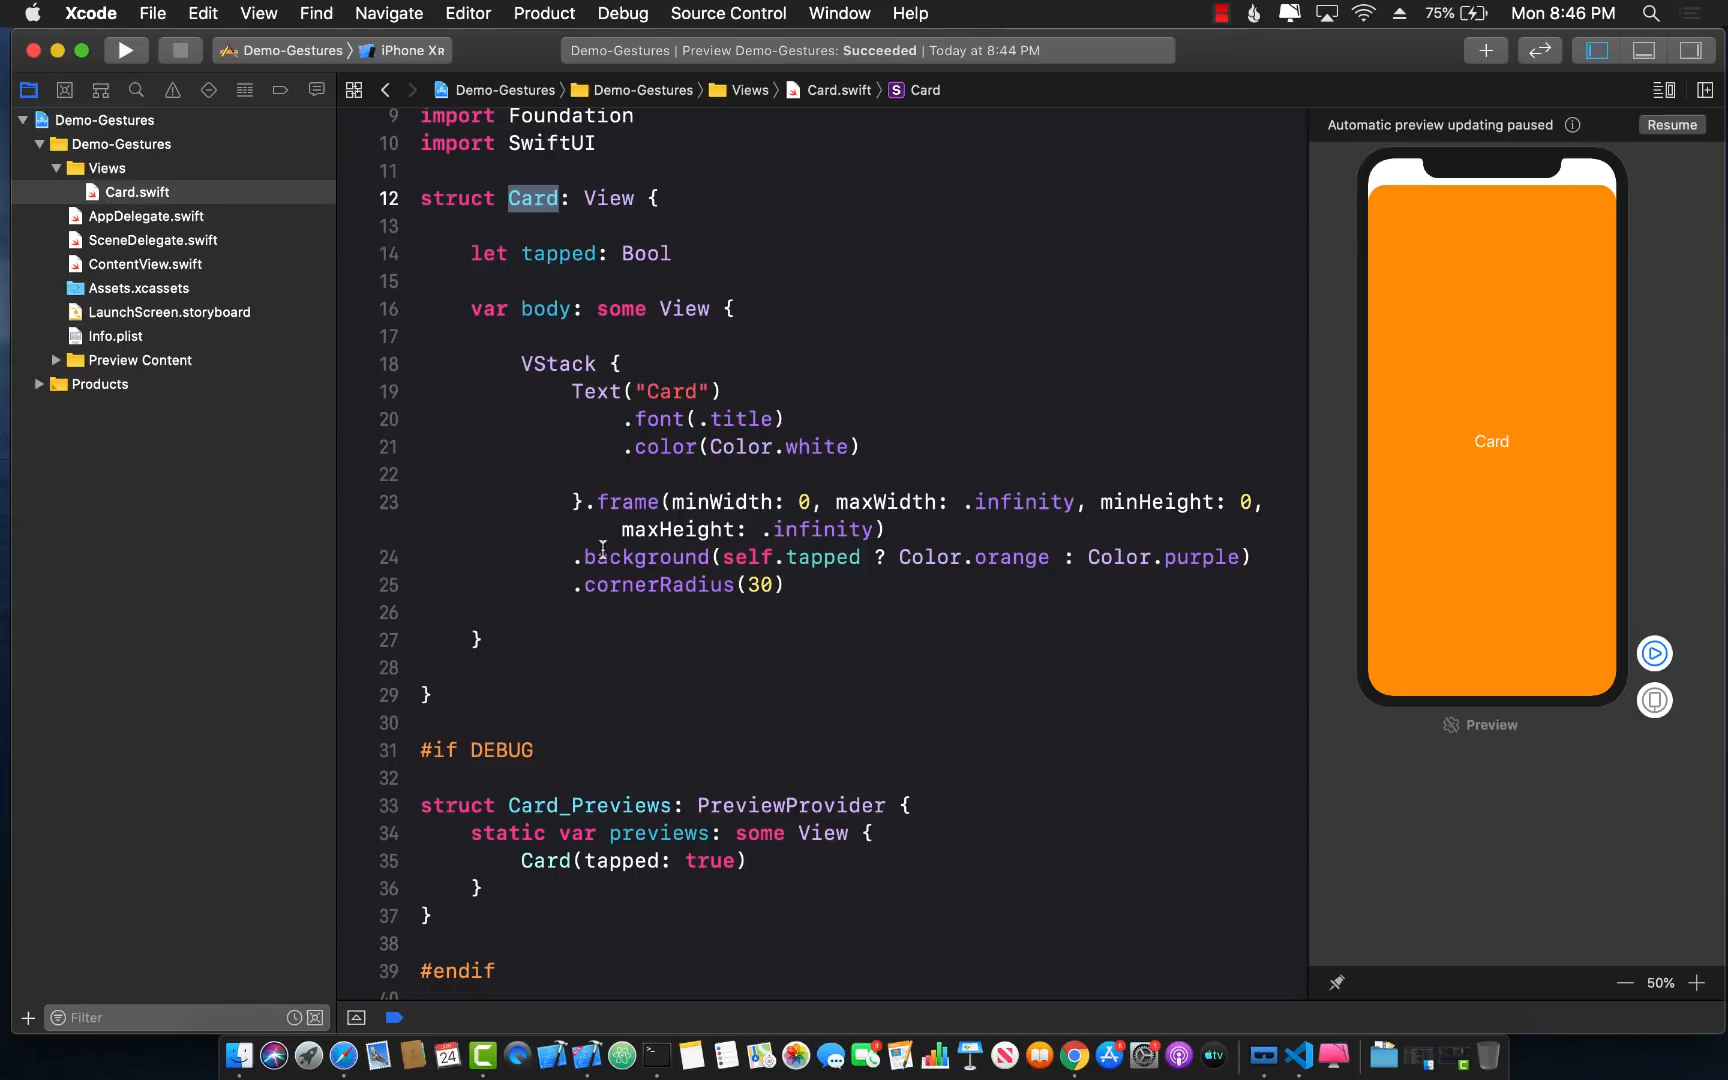 Xcode File Edit View Find Navigate Editor Product Debug Source Control Window Help 75% Mon 8:46 PM
Demo-Gestures iPhone Xʀ
Demo-Gestures | Preview Demo-Gestures: Succeeded | Today at 8:44 PM
Demo-Gestures Demo-Gestures Views Card.swift S Card
Demo-Gestures
Demo-Gestures
Views
Card.swift
AppDelegate.swift
SceneDelegate.swift
ContentView.swift
Assets.xcassets
LaunchScreen.storyboard
Info.plist
Preview Content
Products
9 import Foundation
10 import SwiftUI
11
12 struct Card: View {
13
14 let tapped: Bool
15
16 var body: some View {
17
18 VStack {
19 Text("Card")
20 .font(.title)
21 .color(Color.white)
22
23 }.frame(minWidth: 0, maxWidth: .infinity, minHeight: 0,
maxHeight: .infinity)
24 .background(self.tapped ? Color.orange : Color.purple)
25 .cornerRadius(30)
26
27 }
28
29 }
30
31 #if DEBUG
32
33 struct Card_Previews: PreviewProvider {
34 static var previews: some View {
35 Card(tapped: true)
36 }
37 }
38
39 #endif
40
Automatic preview updating paused Resume
Card
Preview
50%
Filter
24
3
tv